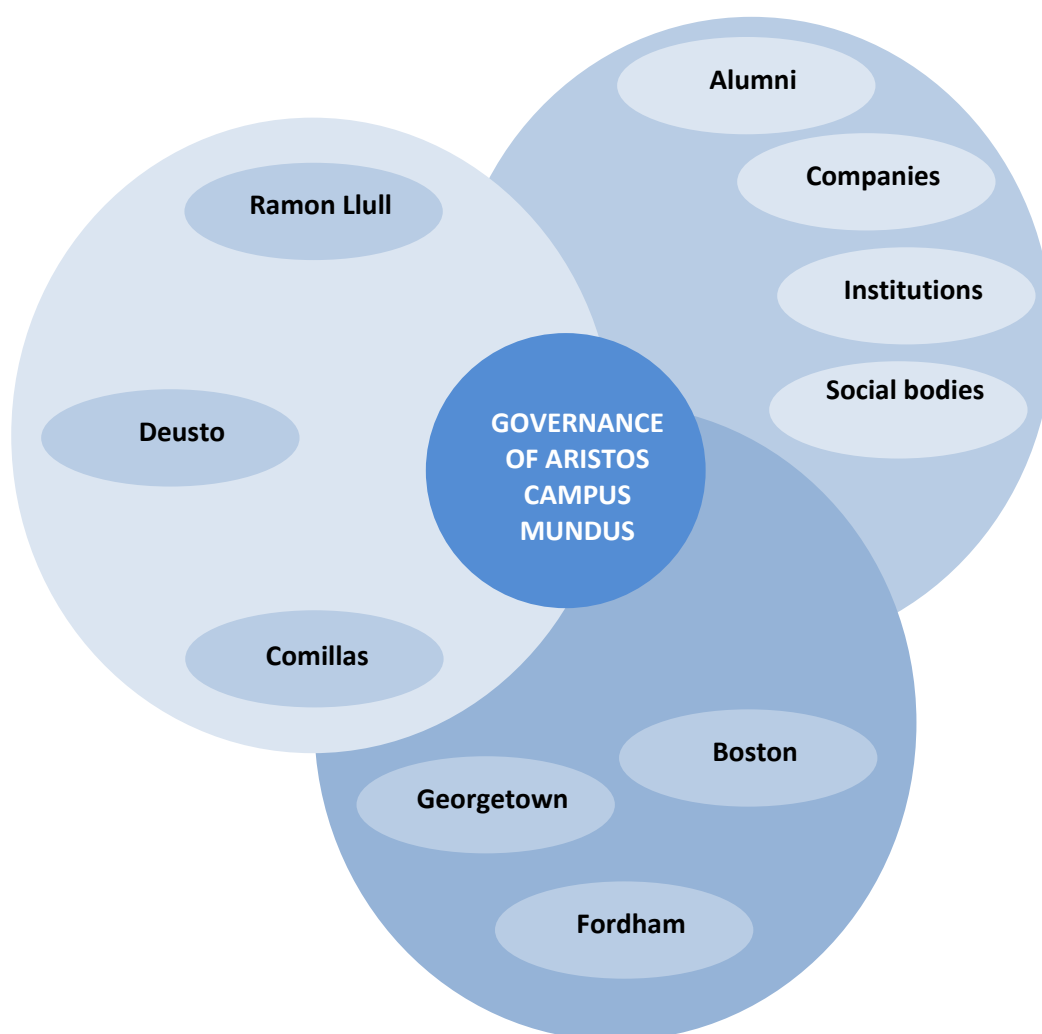 Alumni
Companies
Institutions
Social bodies
Ramon Llull
Deusto
Comillas
GOVERNANCE
OF ARISTOS
CAMPUS
MUNDUS
Boston
Georgetown
Fordham